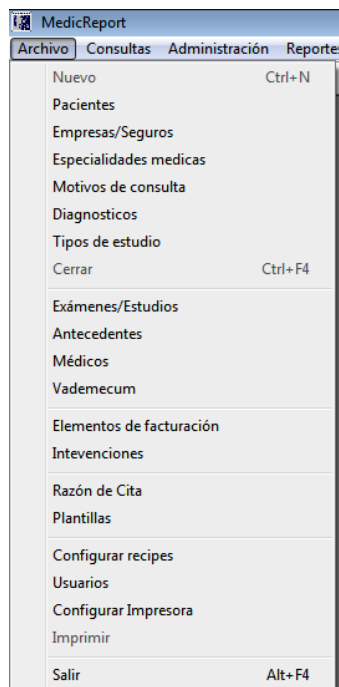 MedicReport
Archivo Consultas Administración Reporte
Nuevo Ctrl+N
Pacientes
Empresas/Seguros
Especialidades medicas
Motivos de consulta
Diagnosticos
Tipos de estudio
Cerrar Ctrl+F4
Exámenes/Estudios
Antecedentes
Médicos
Vademecum
Elementos de facturación
Intevenciones
Razón de Cita
Plantillas
Configurar recipes
Usuarios
Configurar Impresora
Imprimir
Salir Alt+F4